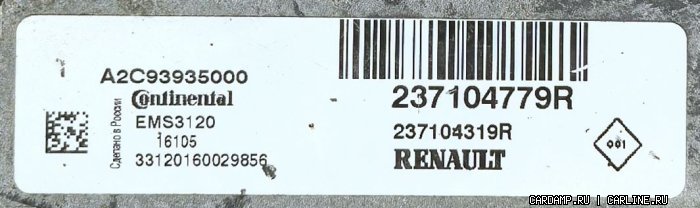 A2C93935000
Continental
EMS3120
16105
33120160029856
Сделано в России
237104779R
237104319R
RENAULT
001
CARDAMP.RU | CARLINE.RU